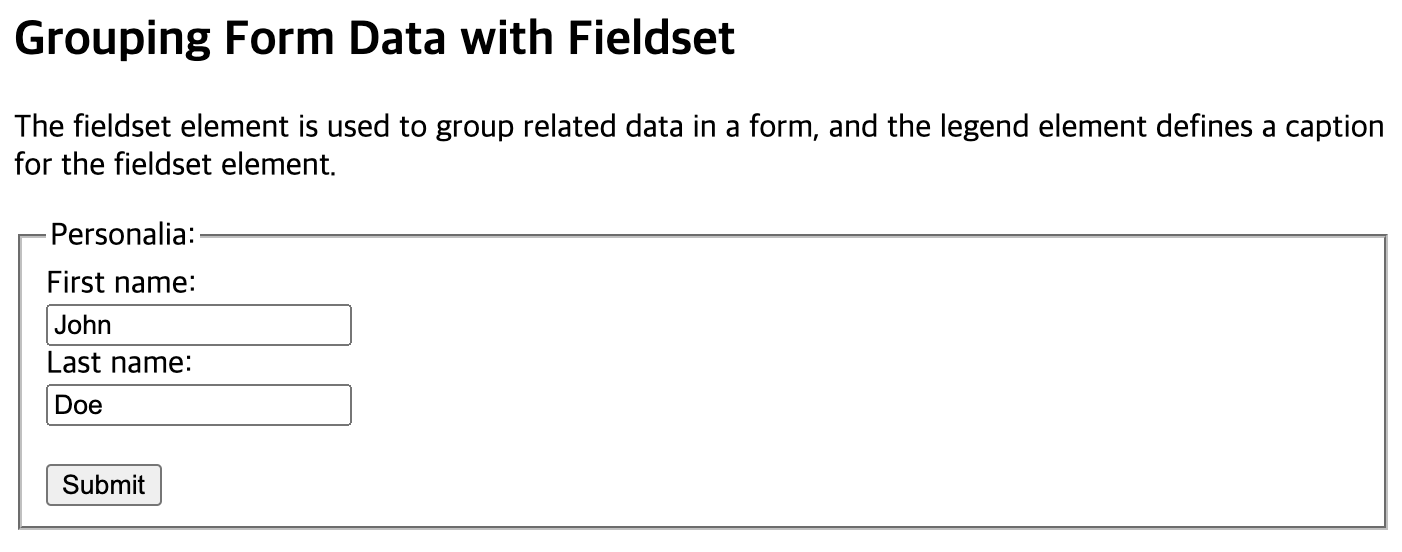 Grouping Form Data with Fieldset
The fieldset element is used to group related data in a form, and the legend element defines a caption
for the fieldset element.
Personalia:
First name:
John
Last name:
Doe
Submit